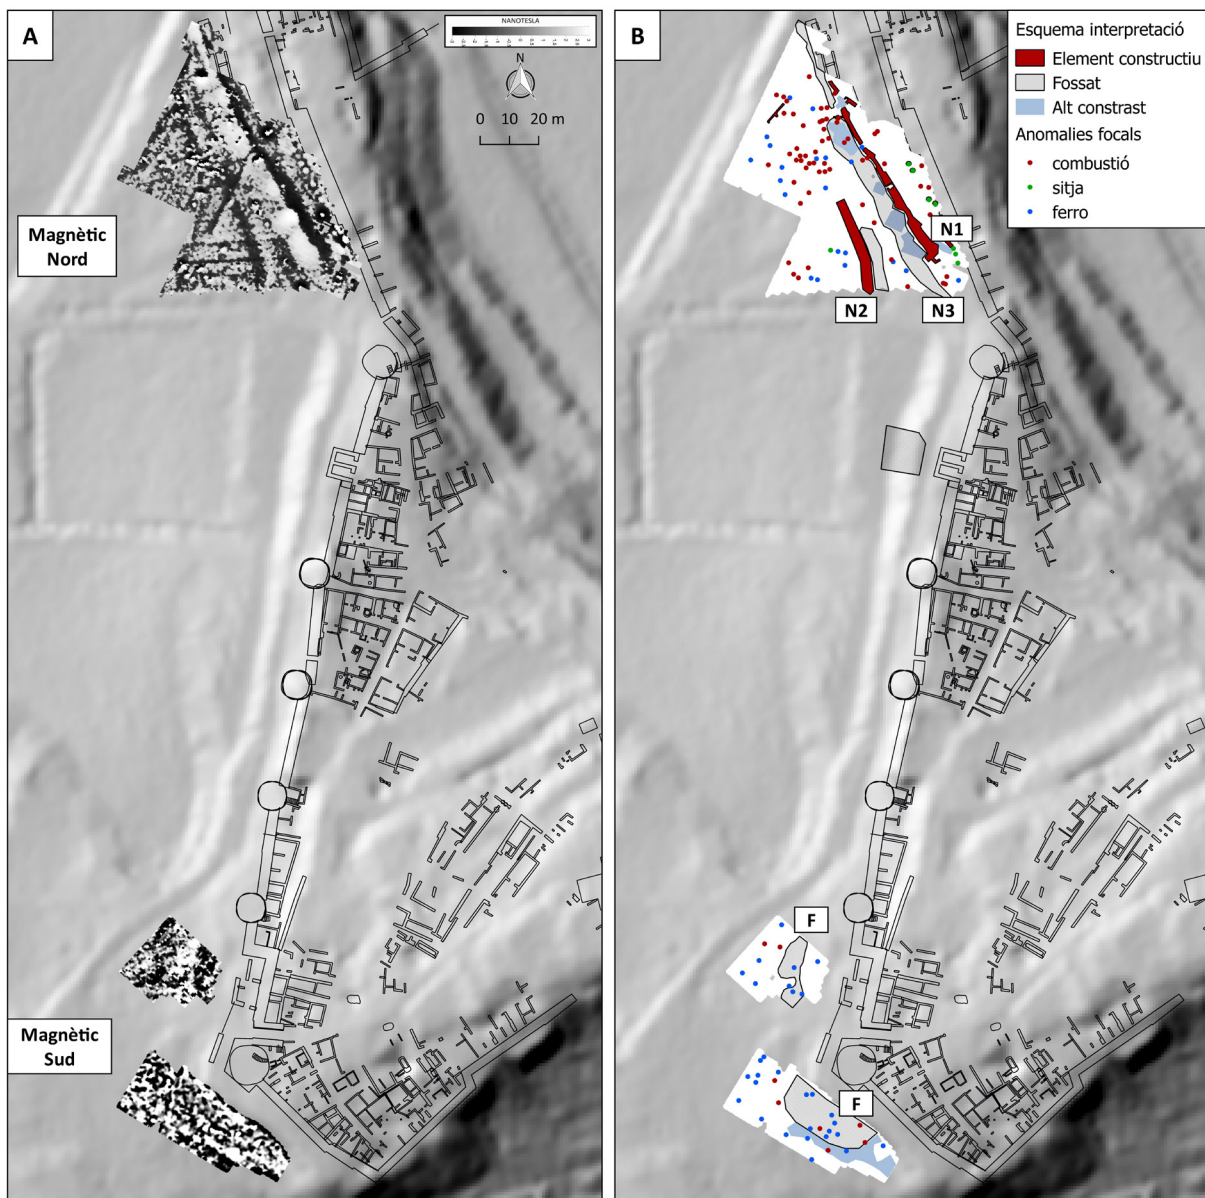 A
NANOTESLA
N
0 10 20 m
Magnètic
Nord
Magnètic
Sud
B
Esquema interpretació
Element constructiu
Fossat
Alt constrast
Anomalies focals
combustió
sitja
ferro
N1
N2
N3
F
F